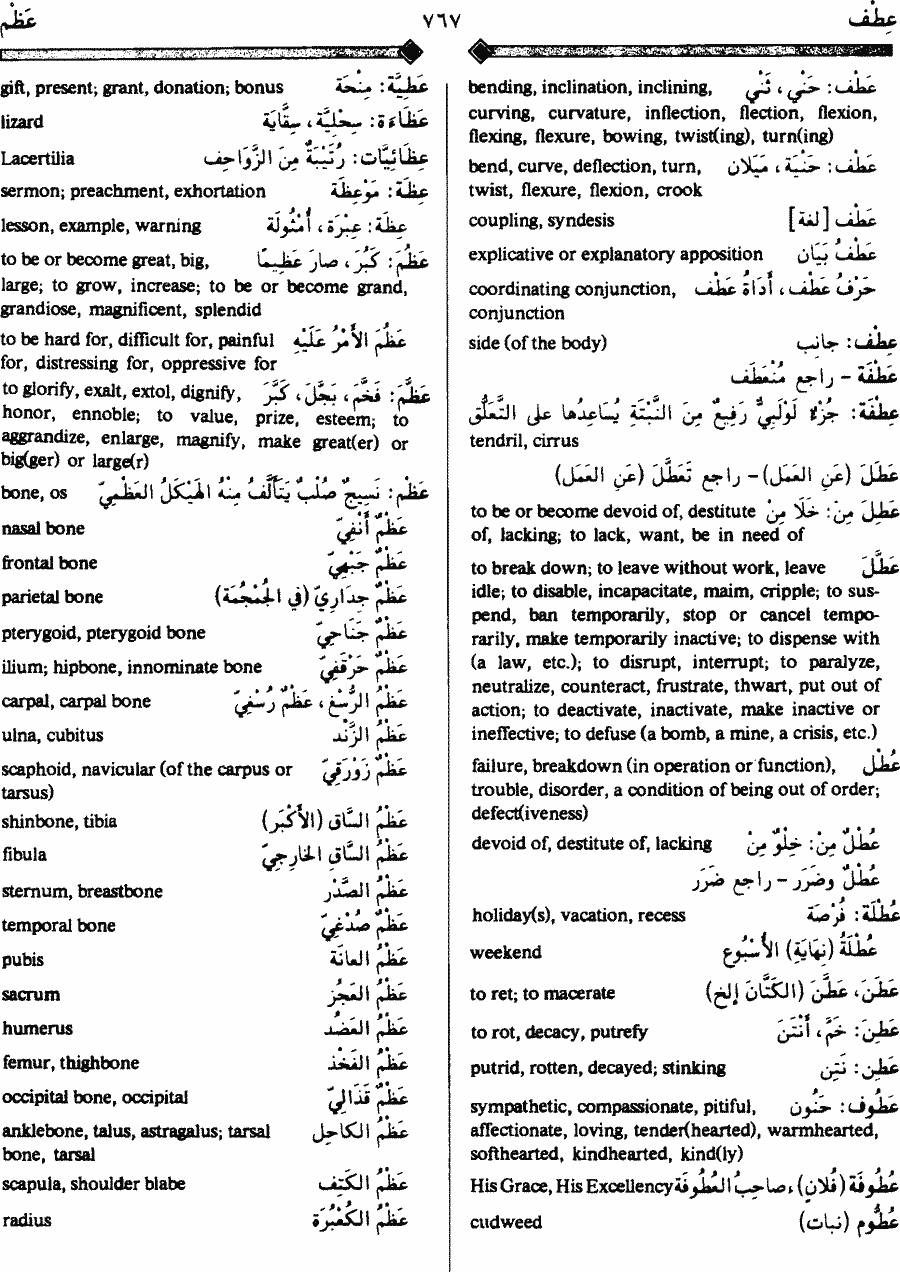 عَطْف ٧٦٧ عَظْم
bending, inclination, inclining, عَطْف: حَنْي، ثَنْي
curving, curvature, inflection, flection, flexion,
flexing, flexure, bowing, twist(ing), turn(ing)
bend, curve, deflection, turn, عَطْف: حَنْيَة، مَيَلان
twist, flexure, flexion, crook
coupling, syndesis عَطْف [لغة]
explicative or explanatory apposition عَطْفُ بَيَان
coordinating conjunction, حَرْفُ عَطْف، أدَاةُ عَطْف
conjunction
side (of the body) عِطْف: جانِب
عَطْفَة - راجع مُنْعَطَف
عِطْفَة: جُزْءٌ لَوْلَبِيٌّ رَفِيعٌ مِنَ النَّبْتَةِ يُسَاعِدُها على التَّعَلُّق
tendril, cirrus
عَطَلَ (عَنِ العَمَل) - راجع تَعَطَّلَ (عَنِ العَمَل)
to be or become devoid of, destitute عَطِلَ مِنْ: خَلَا مِنْ
of, lacking; to lack, want, be in need of
to break down; to leave without work, leave عَطَّلَ
idle; to disable, incapacitate, maim, cripple; to sus-
pend, ban temporarily, stop or cancel tempo-
rarily, make temporarily inactive; to dispense with
(a law, etc.); to disrupt, interrupt; to paralyze,
neutralize, counteract, frustrate, thwart, put out of
action; to deactivate, inactivate, make inactive or
ineffective; to defuse (a bomb, a mine, a crisis, etc.)
failure, breakdown (in operation or function), عُطْل
trouble, disorder, a condition of being out of order;
defect(iveness)
devoid of, destitute of, lacking عُطْلٌ مِنْ: خِلْوٌ مِنْ
عُطْلٌ وضَرَر - راجع ضَرَر
holiday(s), vacation, recess عُطْلَة: فُرْصَة
weekend عُطْلَةُ (نِهَايَةِ) الأُسْبُوع
to ret; to macerate عَطَنَ، عَطَّنَ (الكَتَّانَ إلخ)
to rot, decacy, putrefy عَطِنَ: خَمَّ، أَنْتَنَ
putrid, rotten, decayed; stinking عَطِن: نَتِن
sympathetic, compassionate, pitiful, عَطُوف: حَنُون
affectionate, loving, tender(hearted), warmhearted,
softhearted, kindhearted, kind(ly)
His Grace, His Excellency عُطُوفَة (فُلَان)، صاحِبُ العُطُوفَة
cudweed عَطُّوم (نبات)
gift, present; grant, donation; bonus عَطِيَّة: مِنْحَة
lizard عَظَاءَة: سِحْلِيَّة، سِقَّايَة
Lacertilia عَظَائِيَّات: رُتَيْبَةٌ مِنَ الزَّوَاحِف
sermon; preachment, exhortation عِظَة: مَوْعِظَة
lesson, example, warning عِظَة: عِبْرَة، أُمْثُولَة
to be or become great, big, عَظُمَ: كَبُرَ، صارَ عَظِيمًا
large; to grow, increase; to be or become grand,
grandiose, magnificent, splendid
to be hard for, difficult for, painful عَظُمَ الأَمْرُ عَلَيْهِ
for, distressing for, oppressive for
to glorify, exalt, extol, dignify, عَظَّمَ: فَخَّمَ، بَجَّلَ، كَبَّرَ
honor, ennoble; to value, prize, esteem; to
aggrandize, enlarge, magnify, make great(er) or
big(ger) or large(r)
bone, os عَظْم: نَسِيجٌ صُلْبٌ يَتَأَلَّفُ مِنْهُ الهَيْكَلُ العَظْمِيّ
nasal bone عَظْمٌ أَنْفِيّ
frontal bone عَظْمٌ جَبْهِيّ
parietal bone عَظْمٌ جِدَارِيّ (في الجُمْجُمَة)
pterygoid, pterygoid bone عَظْمٌ جَنَاحِيّ
ilium; hipbone, innominate bone عَظْمٌ حَرْقَفِيّ
carpal, carpal bone عَظْمُ الرُّسْغ، عَظْمٌ رُسْغِيّ
ulna, cubitus عَظْمُ الزَّنْد
scaphoid, navicular (of the carpus or عَظْمٌ زَوْرَقِيّ
tarsus)
shinbone, tibia عَظْمُ السَّاق (الأَكْبَر)
fibula عَظْمُ السَّاقِ الخَارِجِيّ
sternum, breastbone عَظْمُ الصَّدْر
temporal bone عَظْمٌ صُدْغِيّ
pubis عَظْمُ العانَة
sacrum عَظْمُ العَجُز
humerus عَظْمُ العَضُد
femur, thighbone عَظْمُ الفَخْذ
occipital bone, occipital عَظْمٌ قَذَالِيّ
anklebone, talus, astragalus; tarsal عَظْمُ الكَاحِل
bone, tarsal
scapula, shoulder blabe عَظْمُ الكَتِف
radius عَظْمُ الكُعْبُرَة